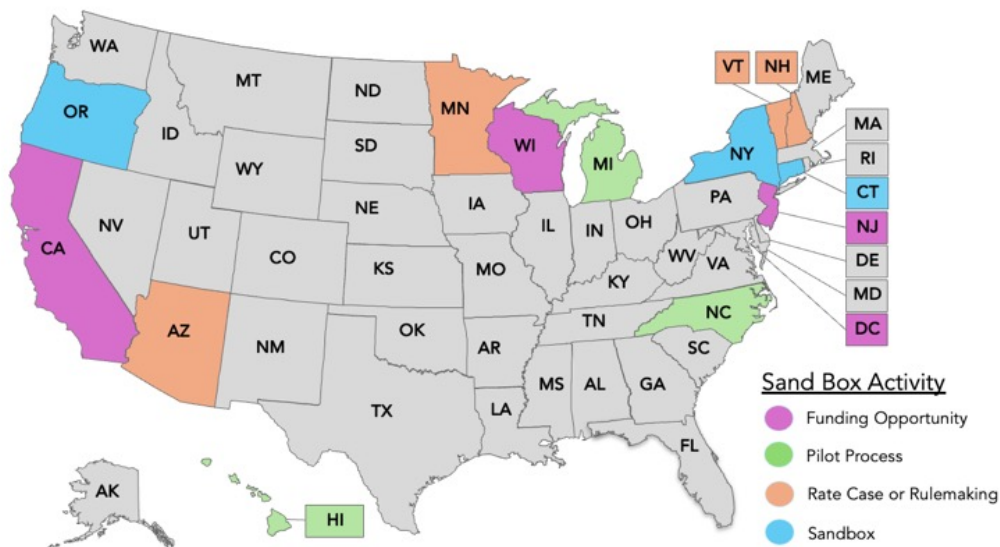 WA
MT
ND
MN
VT
NH
ME
OR
ID
SD
WI
MI
NY
MA
RI
CT
WY
NE
IA
PA
NJ
NV
UT
CO
IL
IN
OH
DE
CA
KS
MO
WV
VA
MD
KY
DC
AZ
NM
OK
AR
TN
NC
SC
TX
LA
MS
AL
GA
FL
AK
HI
Sand Box Activity
Funding Opportunity
Pilot Process
Rate Case or Rulemaking
Sandbox